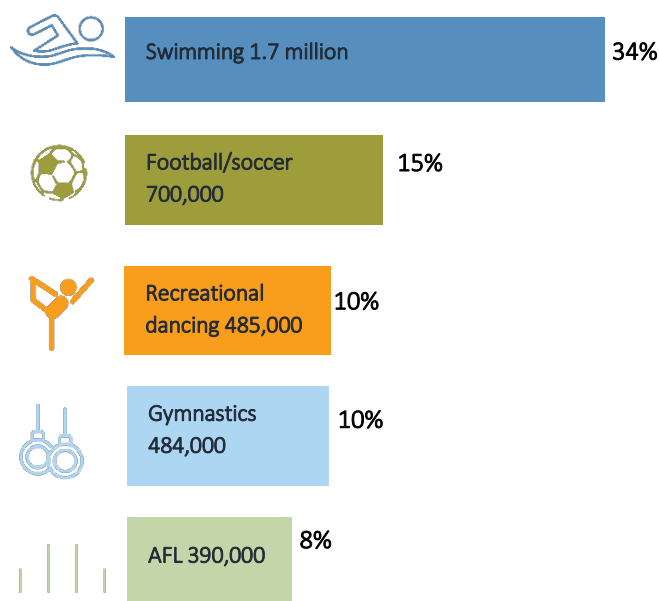 Swimming 1.7 million
34%
Football/soccer
700,000
15%
Recreational
dancing 485,000
10%
Gymnastics
484,000
10%
AFL 390,000
8%